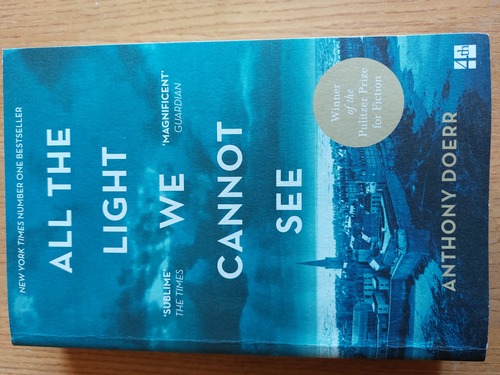 NEW YORK TIMES NUMBER ONE BESTSELLER
ALL THE
LIGHT
'SUBLIME'
THE TIMES
WE
'MAGNIFICENT'
GUARDIAN
CANNOT
SEE
Winner
of the
Pulitzer Prize
for Fiction
ANTHONY DOERR
4th